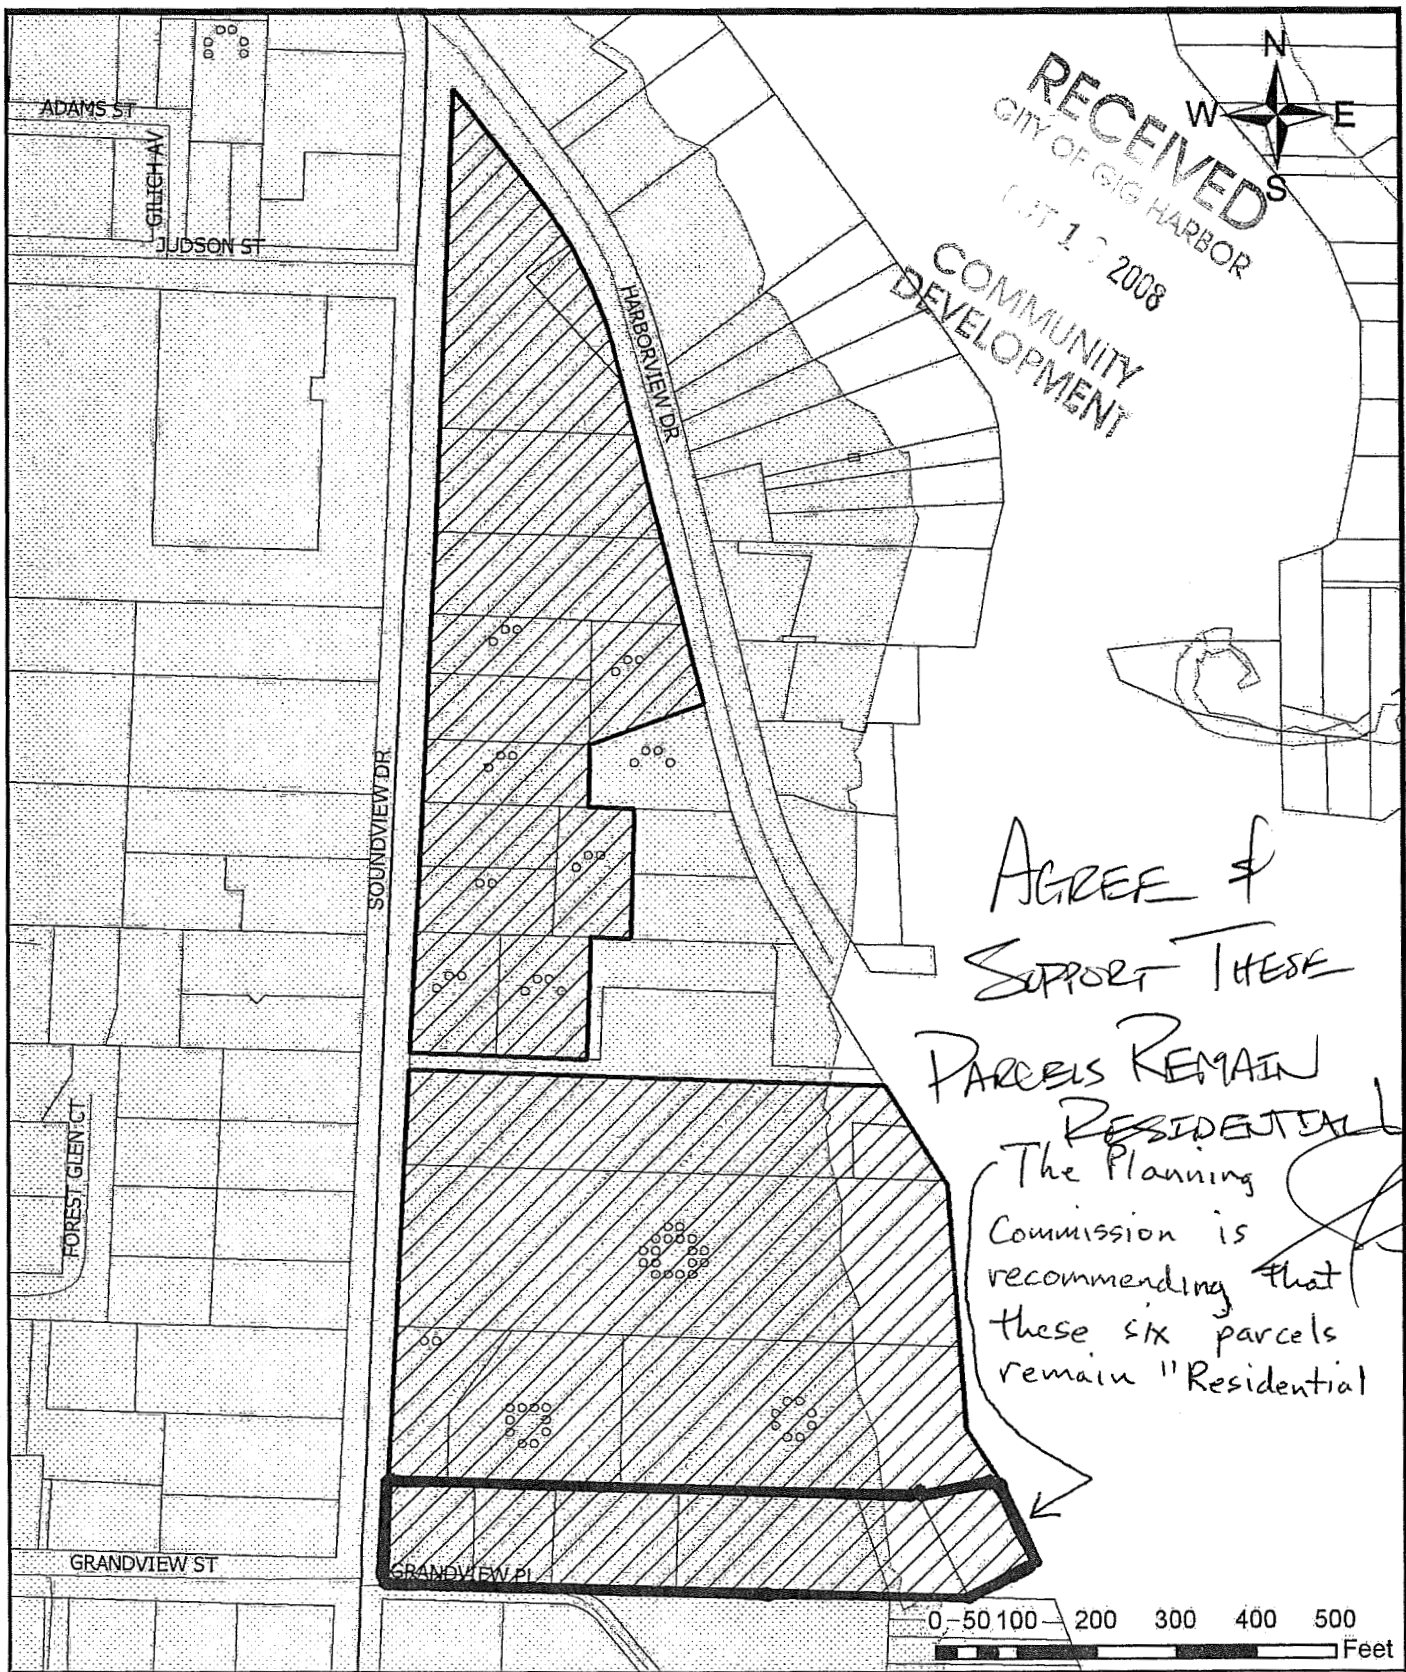 ADAMS ST
GILICH AV
JUDSON ST
HARBORVIEW DR
SOUNDVIEW DR
FOREST GLEN CT
GRANDVIEW ST
GRANDVIEW PL
N
W
E
S
RECEIVED
CITY OF GIG HARBOR
2008
COMMUNITY
DEVELOPMENT
AGREE &
SUPPORT THESE
PARCELS REMAIN
RESIDENTIAL
The Planning
Commission is
recommending that
these six parcels
remain "Residential
0 50 100 200 300 400 500
Feet